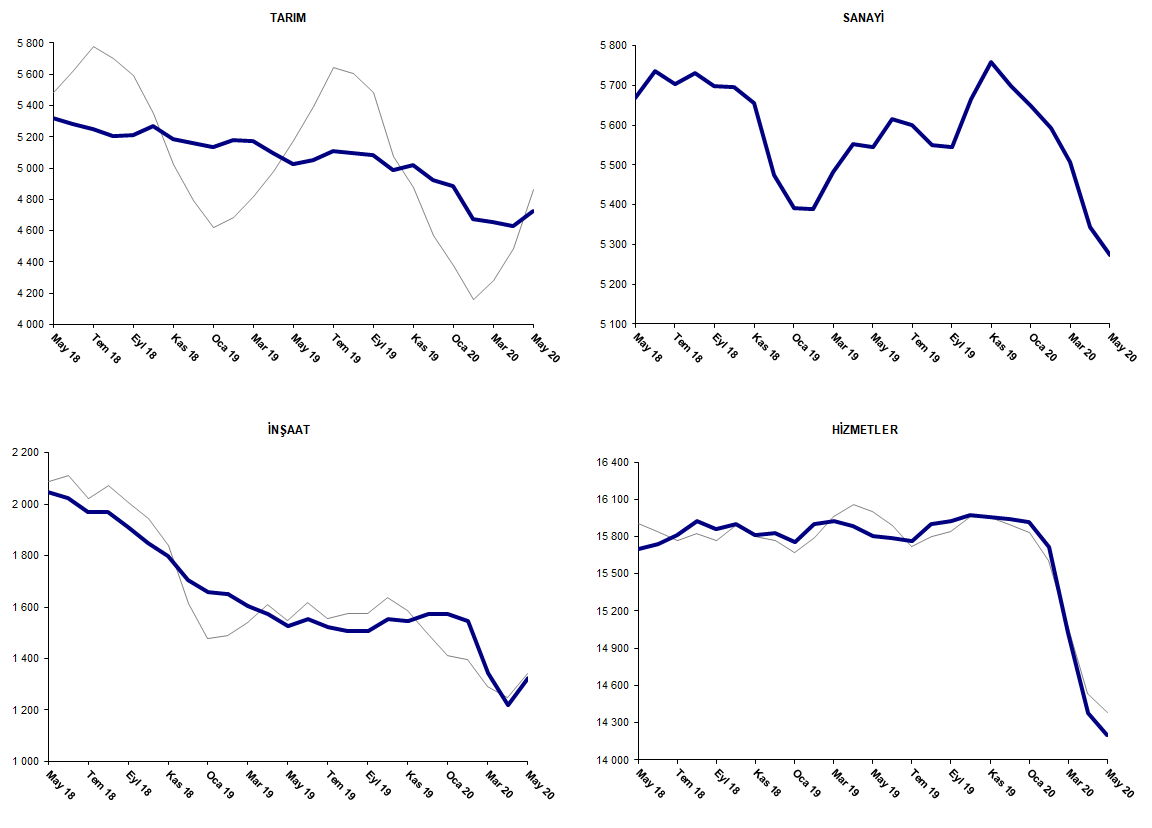 TARIM
5 800
5 600
5 400
5 200
5 000
4 800
4 600
4 400
4 200
4 000
May 18
Tem 18
Eyl 18
Kas 18
Oca 19
Mar 19
May 19
Tem 19
Eyl 19
Kas 19
Oca 20
Mar 20
May 20
SANAYİ
5 800
5 700
5 600
5 500
5 400
5 300
5 200
5 100
May 18
Tem 18
Eyl 18
Kas 18
Oca 19
Mar 19
May 19
Tem 19
Eyl 19
Kas 19
Oca 20
Mar 20
May 20
İNŞAAT
2 200
2 000
1 800
1 600
1 400
1 200
1 000
May 18
Tem 18
Eyl 18
Kas 18
Oca 19
Mar 19
May 19
Tem 19
Eyl 19
Kas 19
Oca 20
Mar 20
May 20
HİZMETLER
16 400
16 100
15 800
15 500
15 200
14 900
14 600
14 300
14 000
May 18
Tem 18
Eyl 18
Kas 18
Oca 19
Mar 19
May 19
Tem 19
Eyl 19
Kas 19
Oca 20
Mar 20
May 20